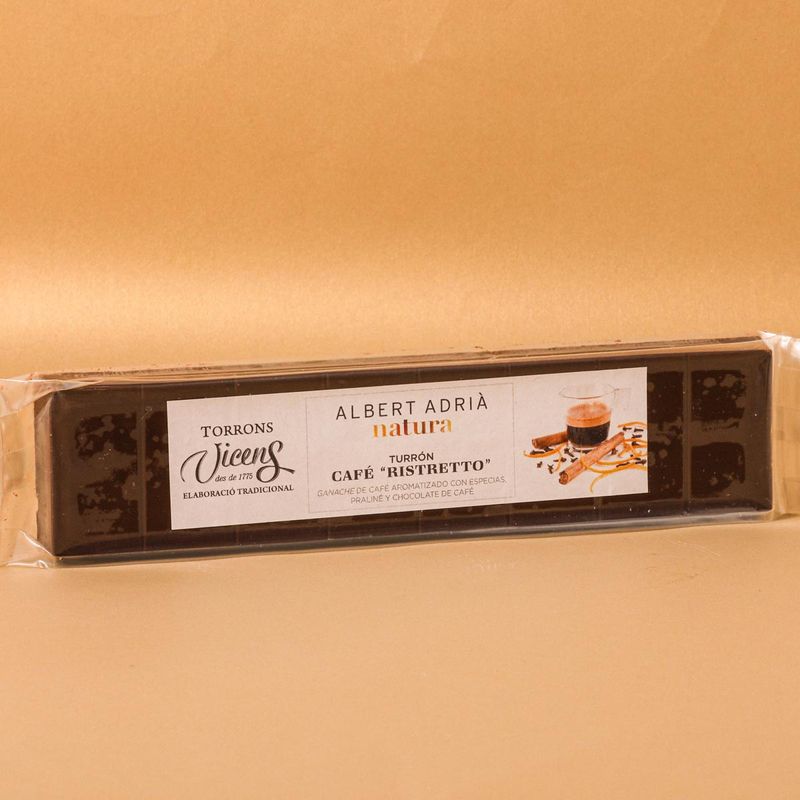 TORRONS
Vicens
des de 1775
ELABORACIÓ TRADICIONAL
ALBERT ADRIÀ
natura
TURRÓN
CAFÉ "RISTRETTO"
GANACHE DE CAFÉ AROMATIZADO CON ESPECIAS,
PRALINÉ Y CHOCOLATE DE CAFÉ